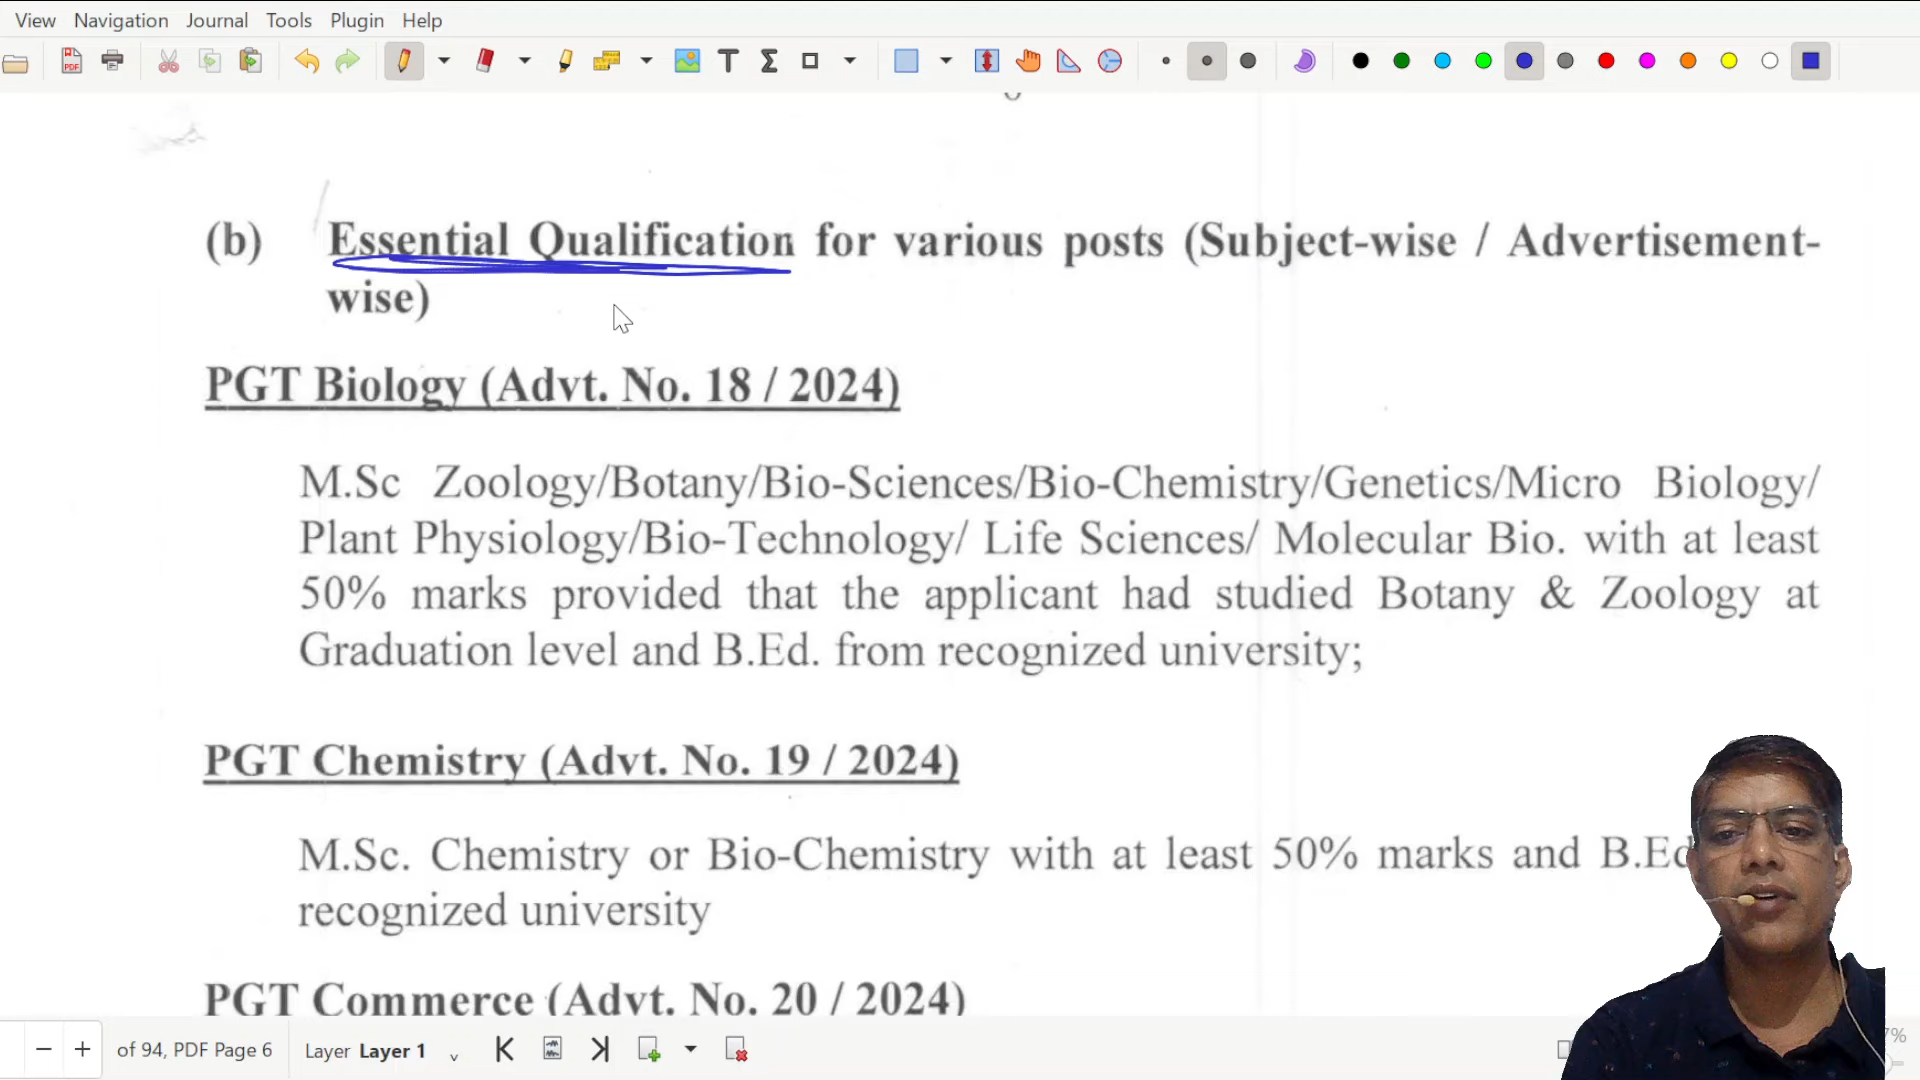 View Navigation Journal Tools Plugin Help
(b) Essential Qualification for various posts (Subject-wise / Advertisement-
wise)
PGT Biology (Advt. No. 18 / 2024)
M.Sc Zoology/Botany/Bio-Sciences/Bio-Chemistry/Genetics/Micro Biology/
Plant Physiology/Bio-Technology/ Life Sciences/ Molecular Bio. with at least
50% marks provided that the applicant had studied Botany & Zoology at
Graduation level and B.Ed. from recognized university;
PGT Chemistry (Advt. No. 19 / 2024)
M.Sc. Chemistry or Bio-Chemistry with at least 50% marks and B.Ed
recognized university
PGT Commerce (Advt. No. 20 / 2024)
of 94, PDF Page 6 Layer Layer 1